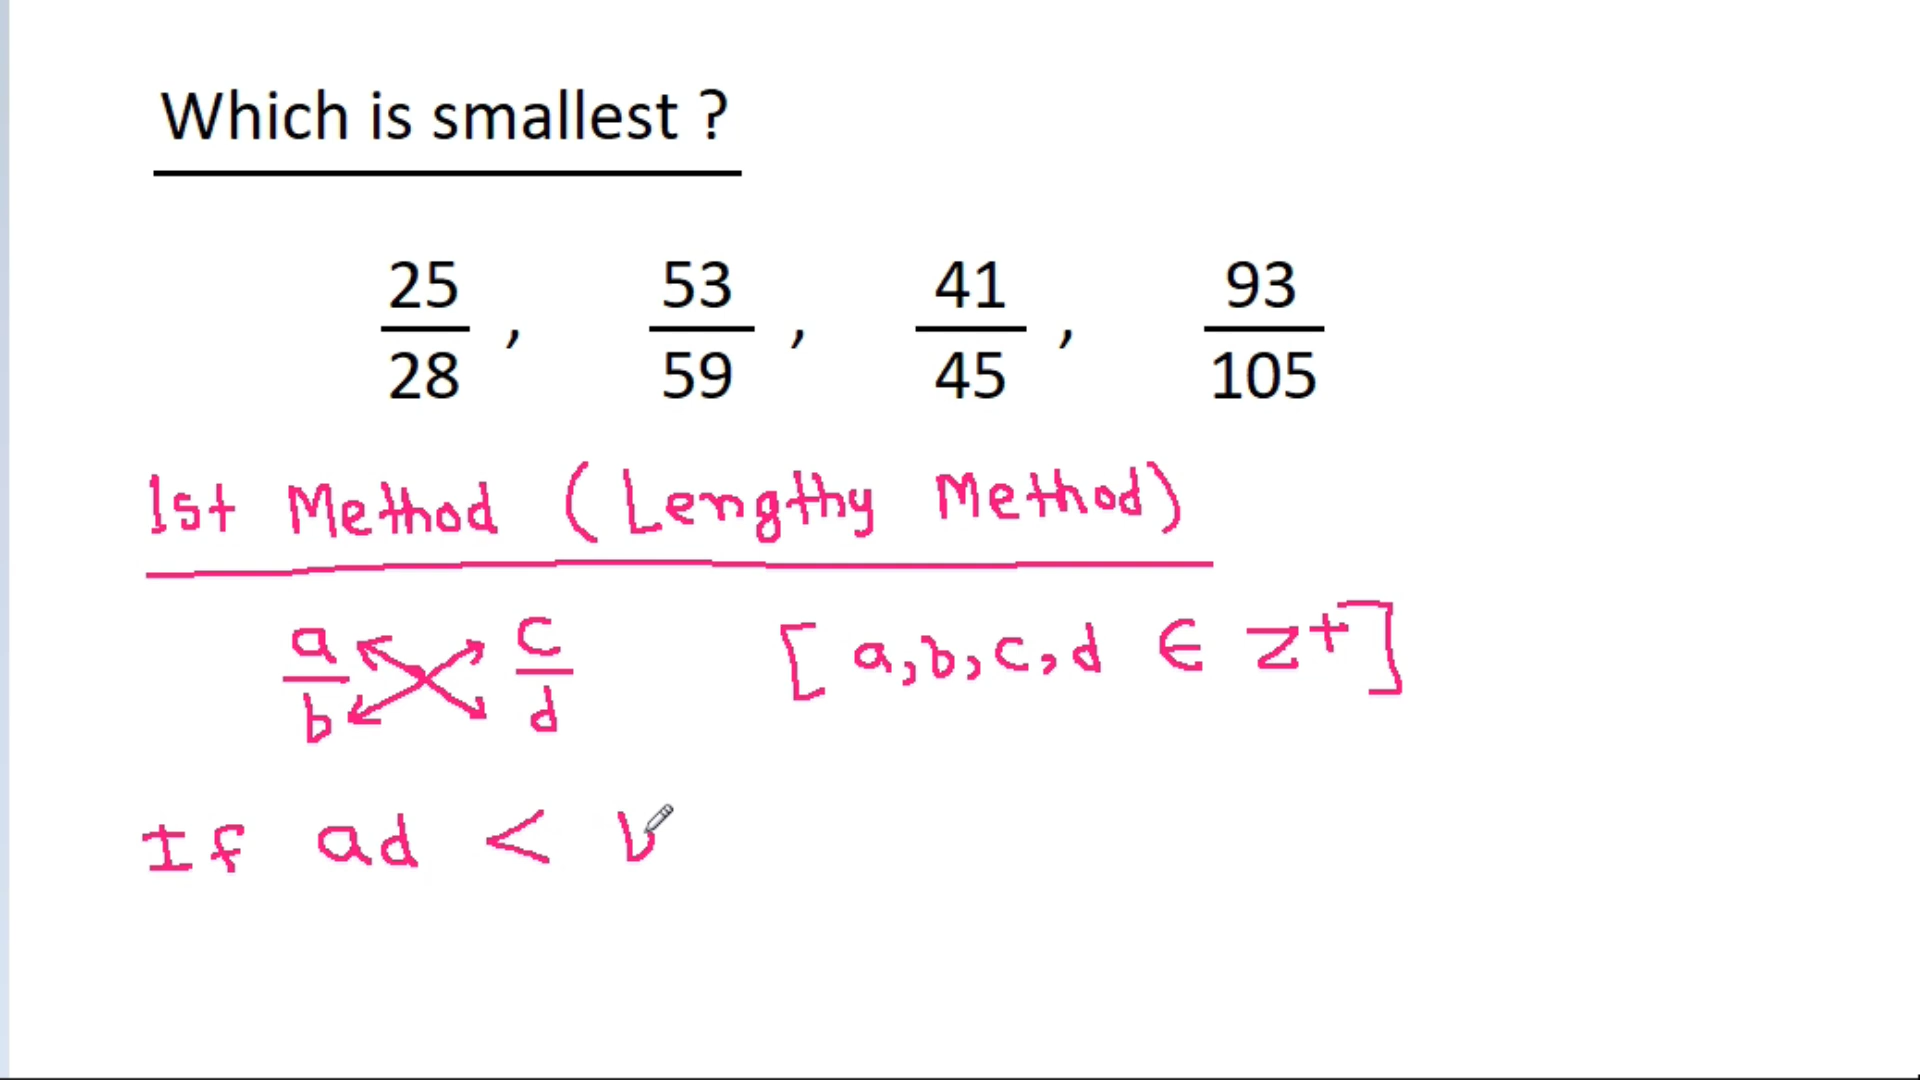 Which is smallest ?
25/28 , 53/59 , 41/45 , 93/105
1st Method (Lengthy Method)
a/b c/d [a,b,c,d ∈ Z+]
If ad < b